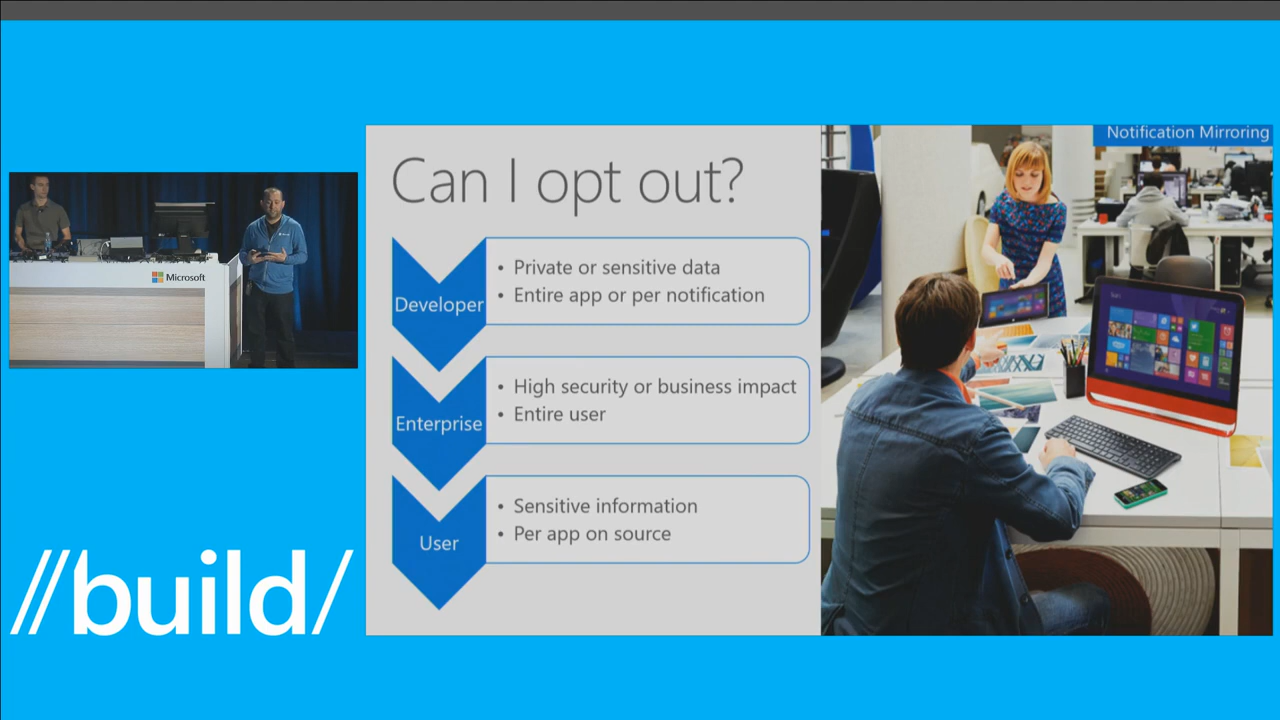 Notification Mirroring
Can I opt out?
Developer
• Private or sensitive data
• Entire app or per notification
Enterprise
• High security or business impact
• Entire user
User
• Sensitive information
• Per app on source
Microsoft
//build/
Start